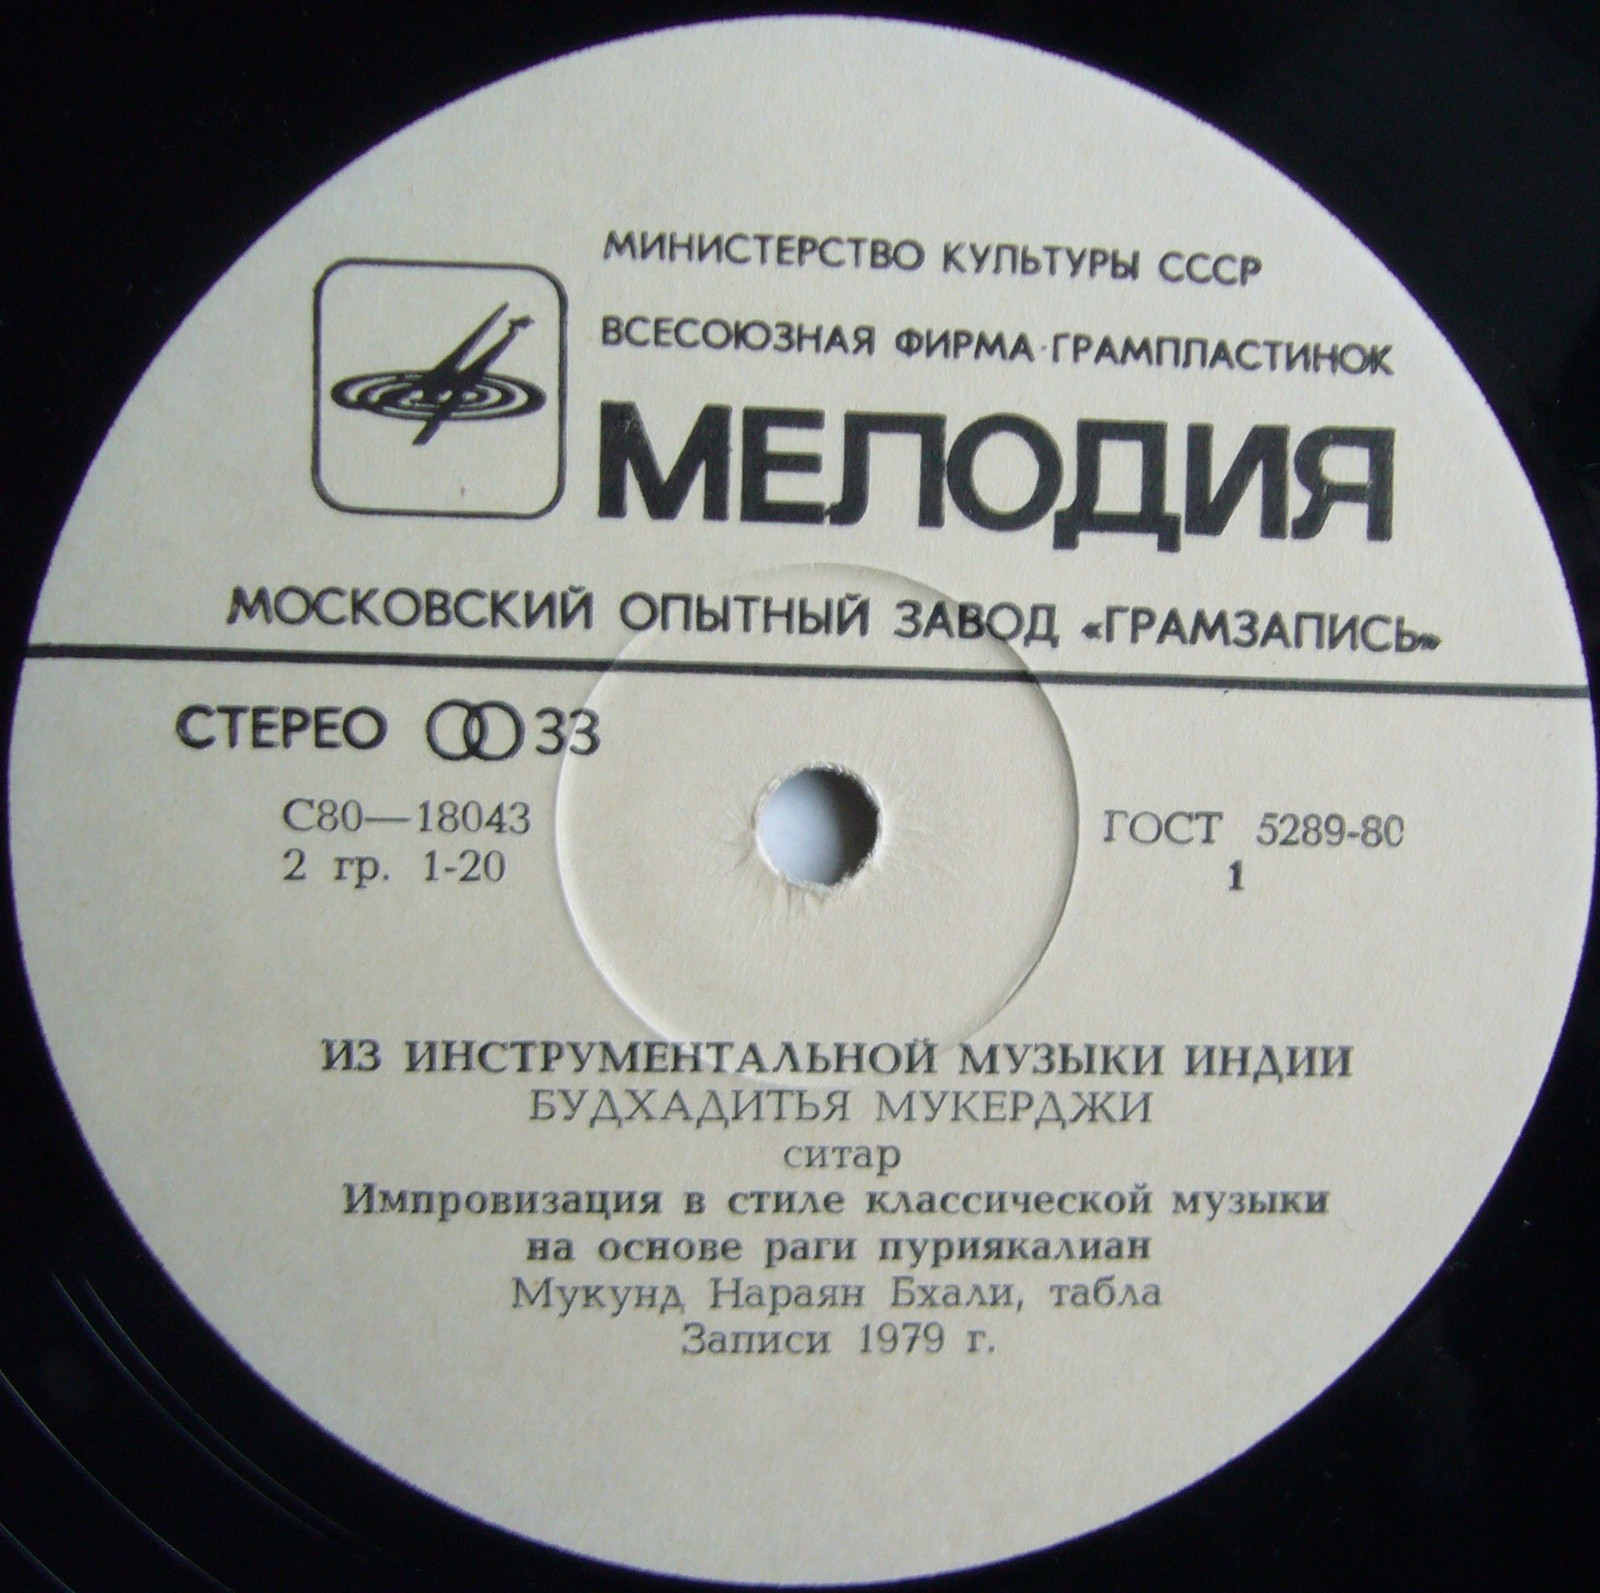 МИНИСТЕРСТВО КУЛЬТУРЫ СССР
ВСЕСОЮЗНАЯ ФИРМА ГРАМПЛАСТИНОК
МЕЛОДИЯ
МОСКОВСКИЙ ОПЫТНЫЙ ЗАВОД «ГРАМЗАПИСЬ»
СТЕРЕО 33
С80—18043
2 гр. 1-20
ГОСТ 5289-80
1
ИЗ ИНСТРУМЕНТАЛЬНОЙ МУЗЫКИ ИНДИИ
БУДХАДИТЬЯ МУКЕРДЖИ
ситар
Импровизация в стиле классической музыки
на основе раги пуриякалиан
Мукунд Нараян Бхали, табла
Записи 1979 г.